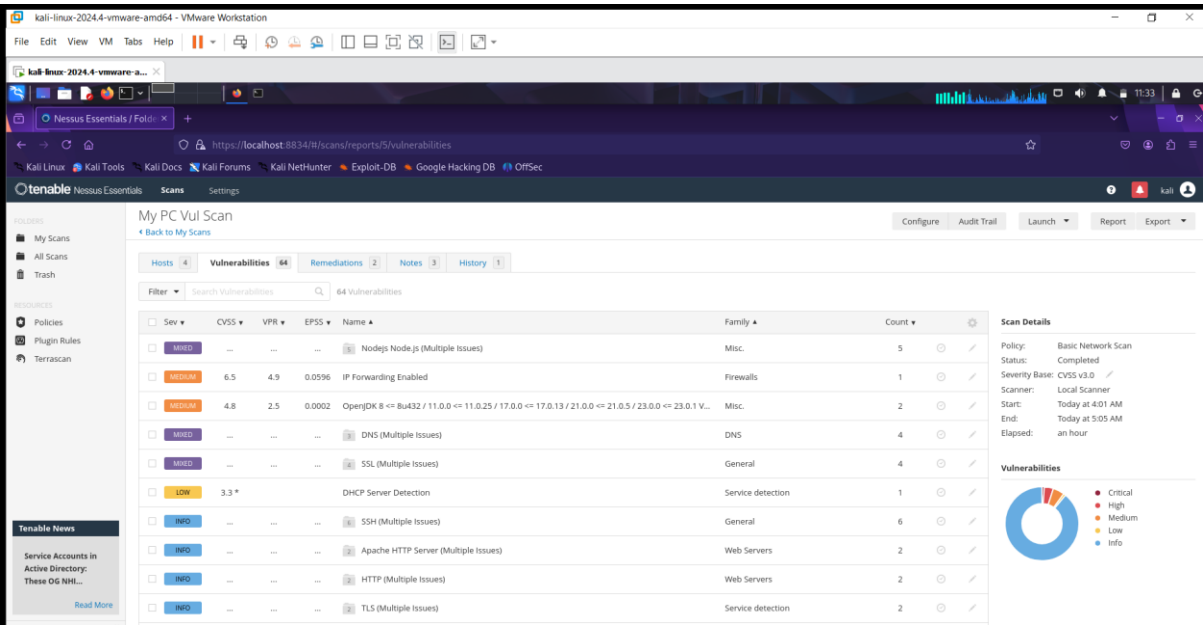 kali-linux-2024.4-vmware-amd64 - VMware Workstation
File Edit View VM Tabs Help
kali-linux-2024.4-vmware-a...
11:33
Nessus Essentials / Folde
https://localhost:8834/#/scans/reports/5/vulnerabilities
Kali Linux Kali Tools Kali Docs Kali Forums Kali NetHunter Exploit-DB Google Hacking DB OffSec
tenable Nessus Essentials Scans Settings kali
FOLDERS
My Scans
All Scans
Trash
RESOURCES
Policies
Plugin Rules
Terrascan
Tenable News
Service Accounts in
Active Directory:
These OG NHI...
Read More
My PC Vul Scan
Back to My Scans
Configure Audit Trail Launch Report Export
Hosts 4 Vulnerabilities 64 Remediations 2 Notes 3 History 1
Filter Search Vulnerabilities 64 Vulnerabilities
Sev CVSS VPR EPSS Name Family Count
MIXED ... ... ... 5 Nodejs Node.js (Multiple Issues) Misc. 5
MEDIUM 6.5 4.9 0.0596 IP Forwarding Enabled Firewalls 1
MEDIUM 4.8 2.5 0.0002 OpenJDK 8 <= 8u432 / 11.0.0 <= 11.0.25 / 17.0.0 <= 17.0.13 / 21.0.0 <= 21.0.5 / 23.0.0 <= 23.0.1 V... Misc. 2
MIXED ... ... ... 3 DNS (Multiple Issues) DNS 4
MIXED ... ... ... 4 SSL (Multiple Issues) General 4
LOW 3.3 * DHCP Server Detection Service detection 1
INFO ... ... ... 6 SSH (Multiple Issues) General 6
INFO ... ... ... 2 Apache HTTP Server (Multiple Issues) Web Servers 2
INFO ... ... ... 2 HTTP (Multiple Issues) Web Servers 2
INFO ... ... ... 2 TLS (Multiple Issues) Service detection 2
Scan Details
Policy: Basic Network Scan
Status: Completed
Severity Base: CVSS v3.0
Scanner: Local Scanner
Start: Today at 4:01 AM
End: Today at 5:05 AM
Elapsed: an hour
Vulnerabilities
Critical
High
Medium
Low
Info